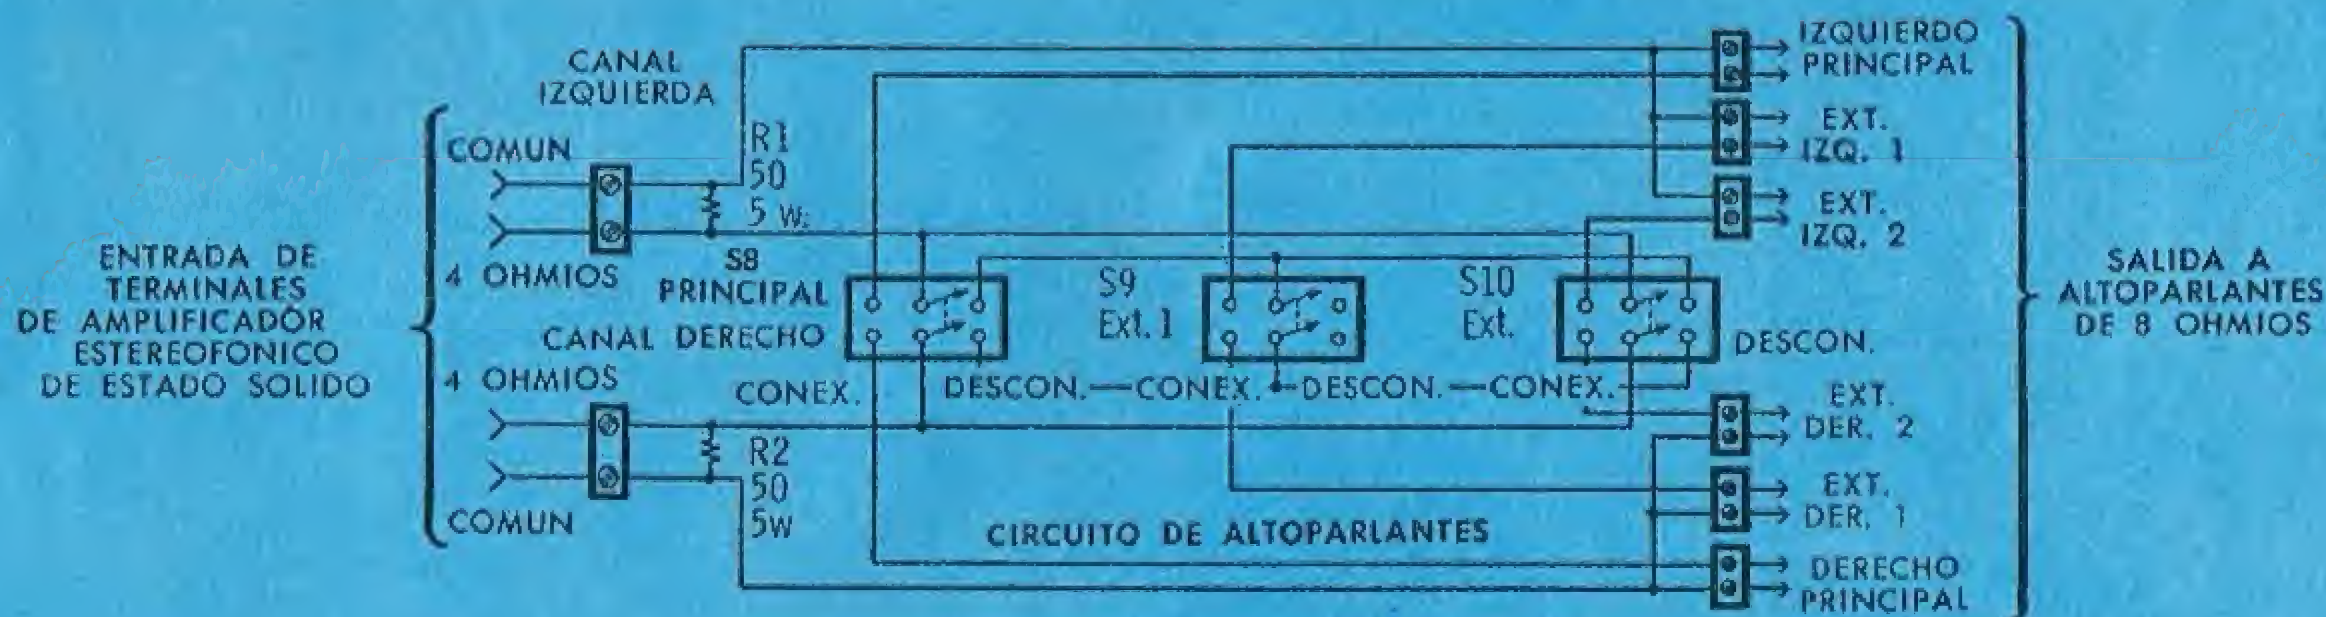 CANAL
IZQUIERDA
COMUN
R1
50
5 W.
4 OHMIOS
ENTRADA DE
TERMINALES
DE AMPLIFICADOR
ESTEREOFONICO
DE ESTADO SOLIDO
S8
PRINCIPAL
CANAL DERECHO
S9
Ext. 1
S10
Ext.
DESCON.
4 OHMIOS
CONEX.
DESCON.—CONEX.
DESCON.—CONEX.
COMUN
R2
50
5W
CIRCUITO DE ALTOPARLANTES
IZQUIERDO
PRINCIPAL
EXT.
IZQ. 1
EXT.
IZQ. 2
EXT.
DER. 2
EXT.
DER. 1
DERECHO
PRINCIPAL
SALIDA A
ALTOPARLANTES
DE 8 OHMIOS